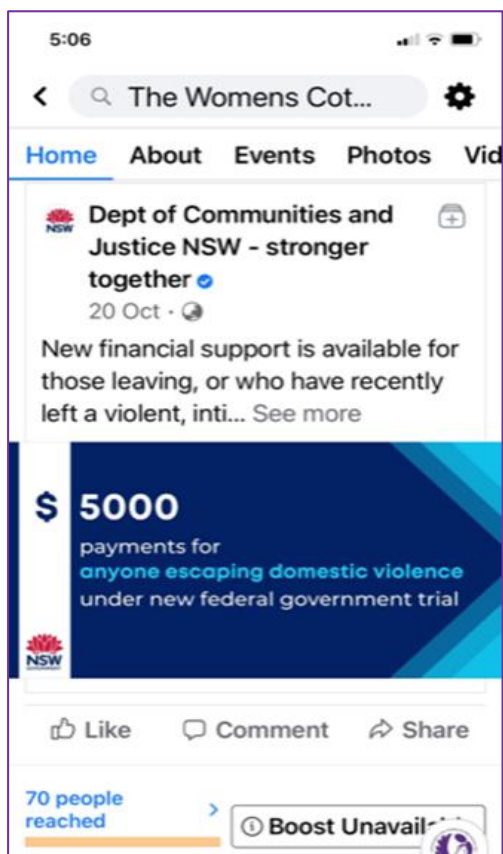 5:06
The Womens Cot...
Home About Events Photos Vid
Dept of Communities and
Justice NSW - stronger
together
20 Oct ·
New financial support is available for
those leaving, or who have recently
left a violent, inti... See more
$ 5000
payments for
anyone escaping domestic violence
under new federal government trial
NSW
Like Comment Share
70 people
reached
Boost Unavail